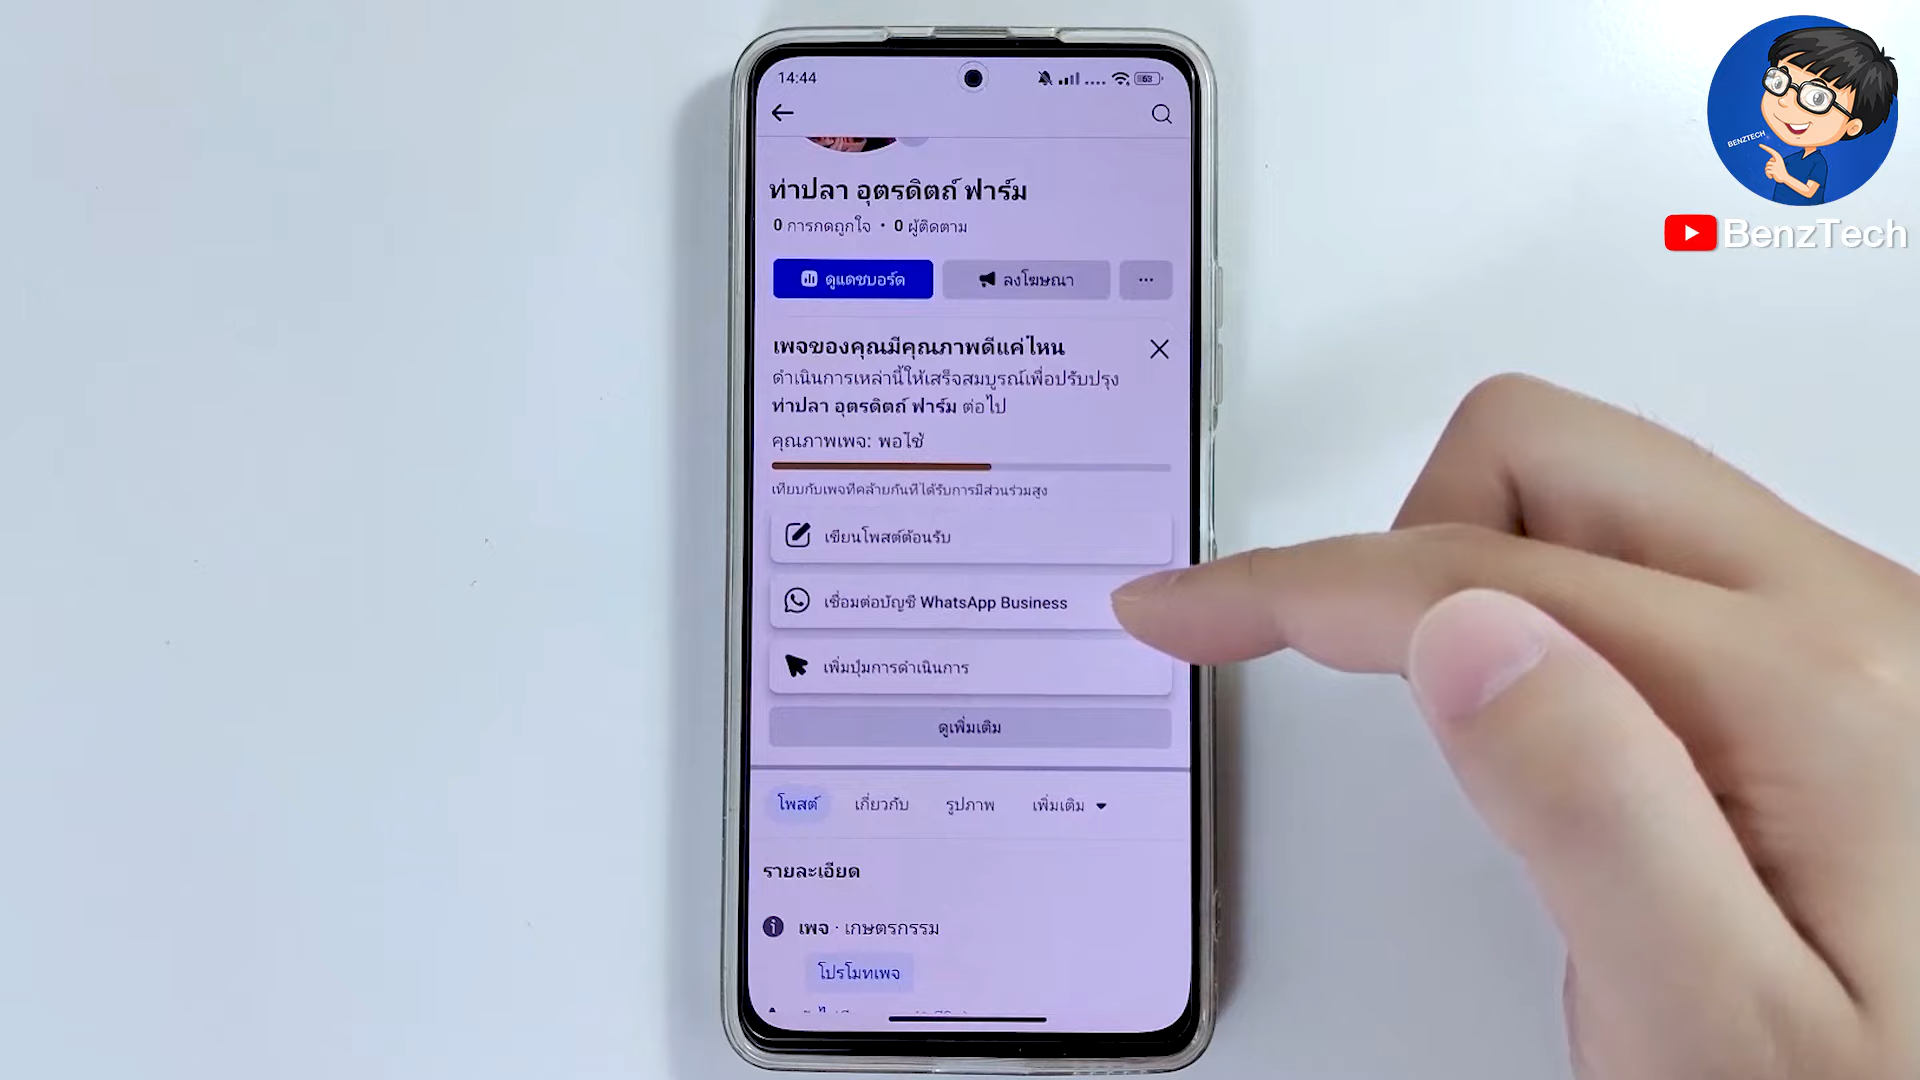 14:44
63
BENZTECH
BenzTech
ท่าปลา อุตรดิตถ์ ฟาร์ม
0 การกดถูกใจ • 0 ผู้ติดตาม
ดูแดชบอร์ด
ลงโฆษณา
...
เพจของคุณมีคุณภาพดีแค่ไหน
ดำเนินการเหล่านี้ให้เสร็จสมบูรณ์เพื่อปรับปรุง
ท่าปลา อุตรดิตถ์ ฟาร์ม ต่อไป
คุณภาพเพจ: พอใช้
เทียบกับเพจที่คล้ายกันที่ได้รับการมีส่วนร่วมสูง
เขียนโพสต์ต้อนรับ
เชื่อมต่อบัญชี WhatsApp Business
เพิ่มปุ่มการดำเนินการ
ดูเพิ่มเติม
โพสต์ เกี่ยวกับ รูปภาพ เพิ่มเติม
รายละเอียด
เพจ · เกษตรกรรม
โปรโมทเพจ